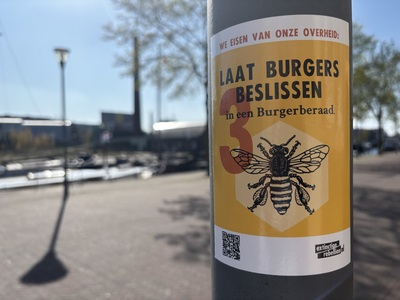 WE EISEN VAN ONZE OVERHEID:
LAAT BURGERS
BESLISSEN
in een Burgerberaad
3
extinction
rebellion